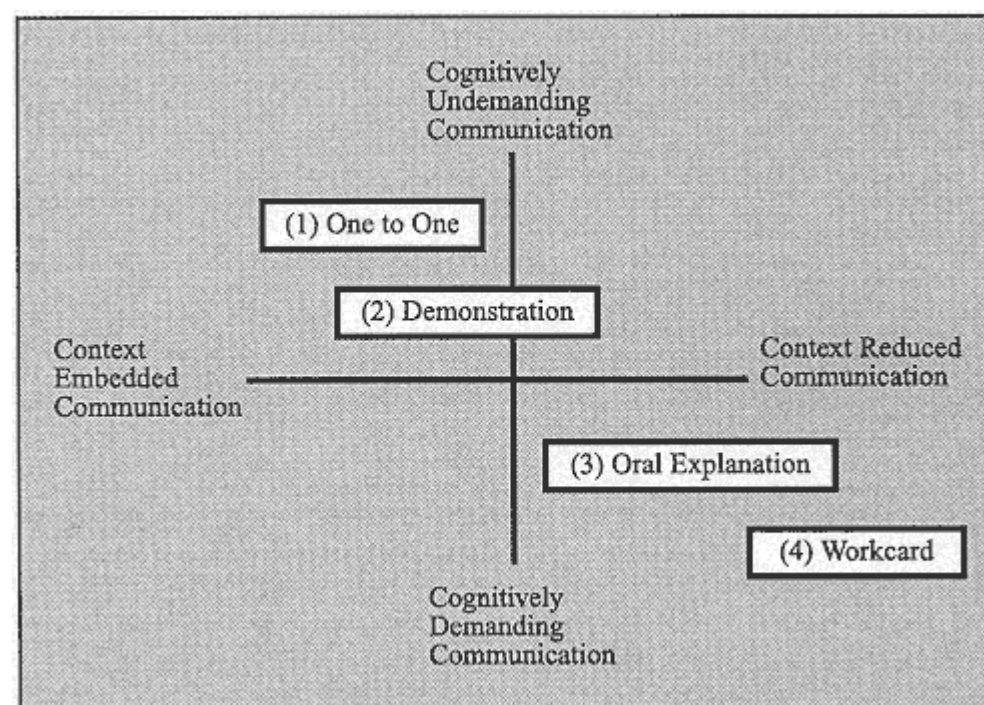 Cognitively
Undemanding
Communication
(1) One to One
(2) Demonstration
Context
Embedded
Communication
Context Reduced
Communication
(3) Oral Explanation
(4) Workcard
Cognitively
Demanding
Communication